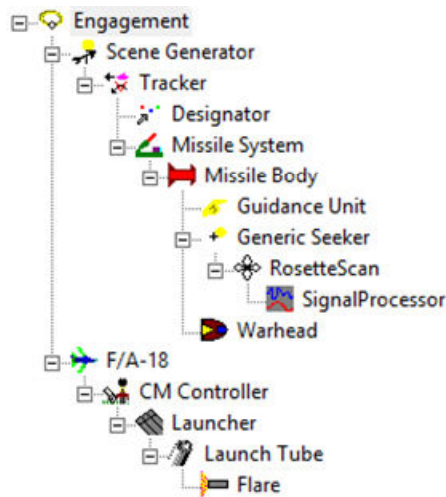 Engagement
Scene Generator
Tracker
Designator
Missile System
Missile Body
Guidance Unit
Generic Seeker
RosetteScan
SignalProcessor
Warhead
F/A-18
CM Controller
Launcher
Launch Tube
Flare